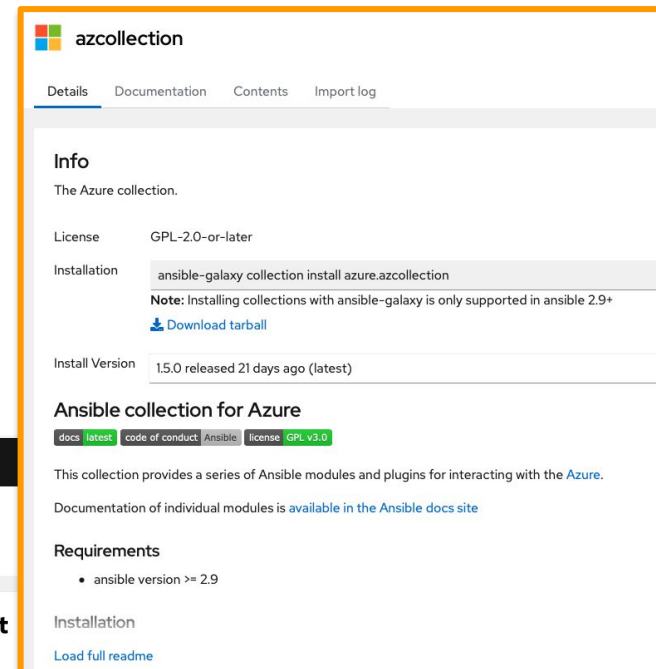 azcollection
Details Documentation Contents Import log
Info
The Azure collection.
License GPL-2.0-or-later
Installation ansible-galaxy collection install azure.azcollection
Note: Installing collections with ansible-galaxy is only supported in ansible 2.9+
Download tarball
Install Version 1.5.0 released 21 days ago (latest)
Ansible collection for Azure
docs latest code of conduct Ansible license GPL v3.0
This collection provides a series of Ansible modules and plugins for interacting with the Azure.
Documentation of individual modules is available in the Ansible docs site
Requirements
• ansible version >= 2.9
t
Installation
Load full readme